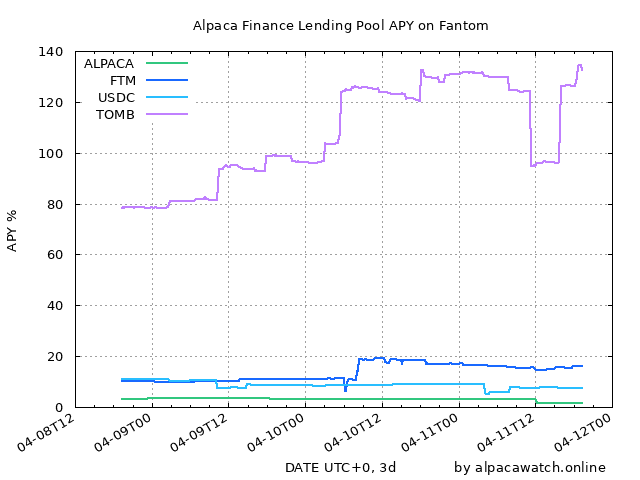 Alpaca Finance Lending Pool APY on Fantom
140
120
100
80
60
40
20
0
APY %
ALPACA
FTM
USDC
TOMB
04-08T12
04-09T00
04-09T12
04-10T00
04-10T12
04-11T00
04-11T12
04-12T00
DATE UTC+0, 3d
by alpacawatch.online